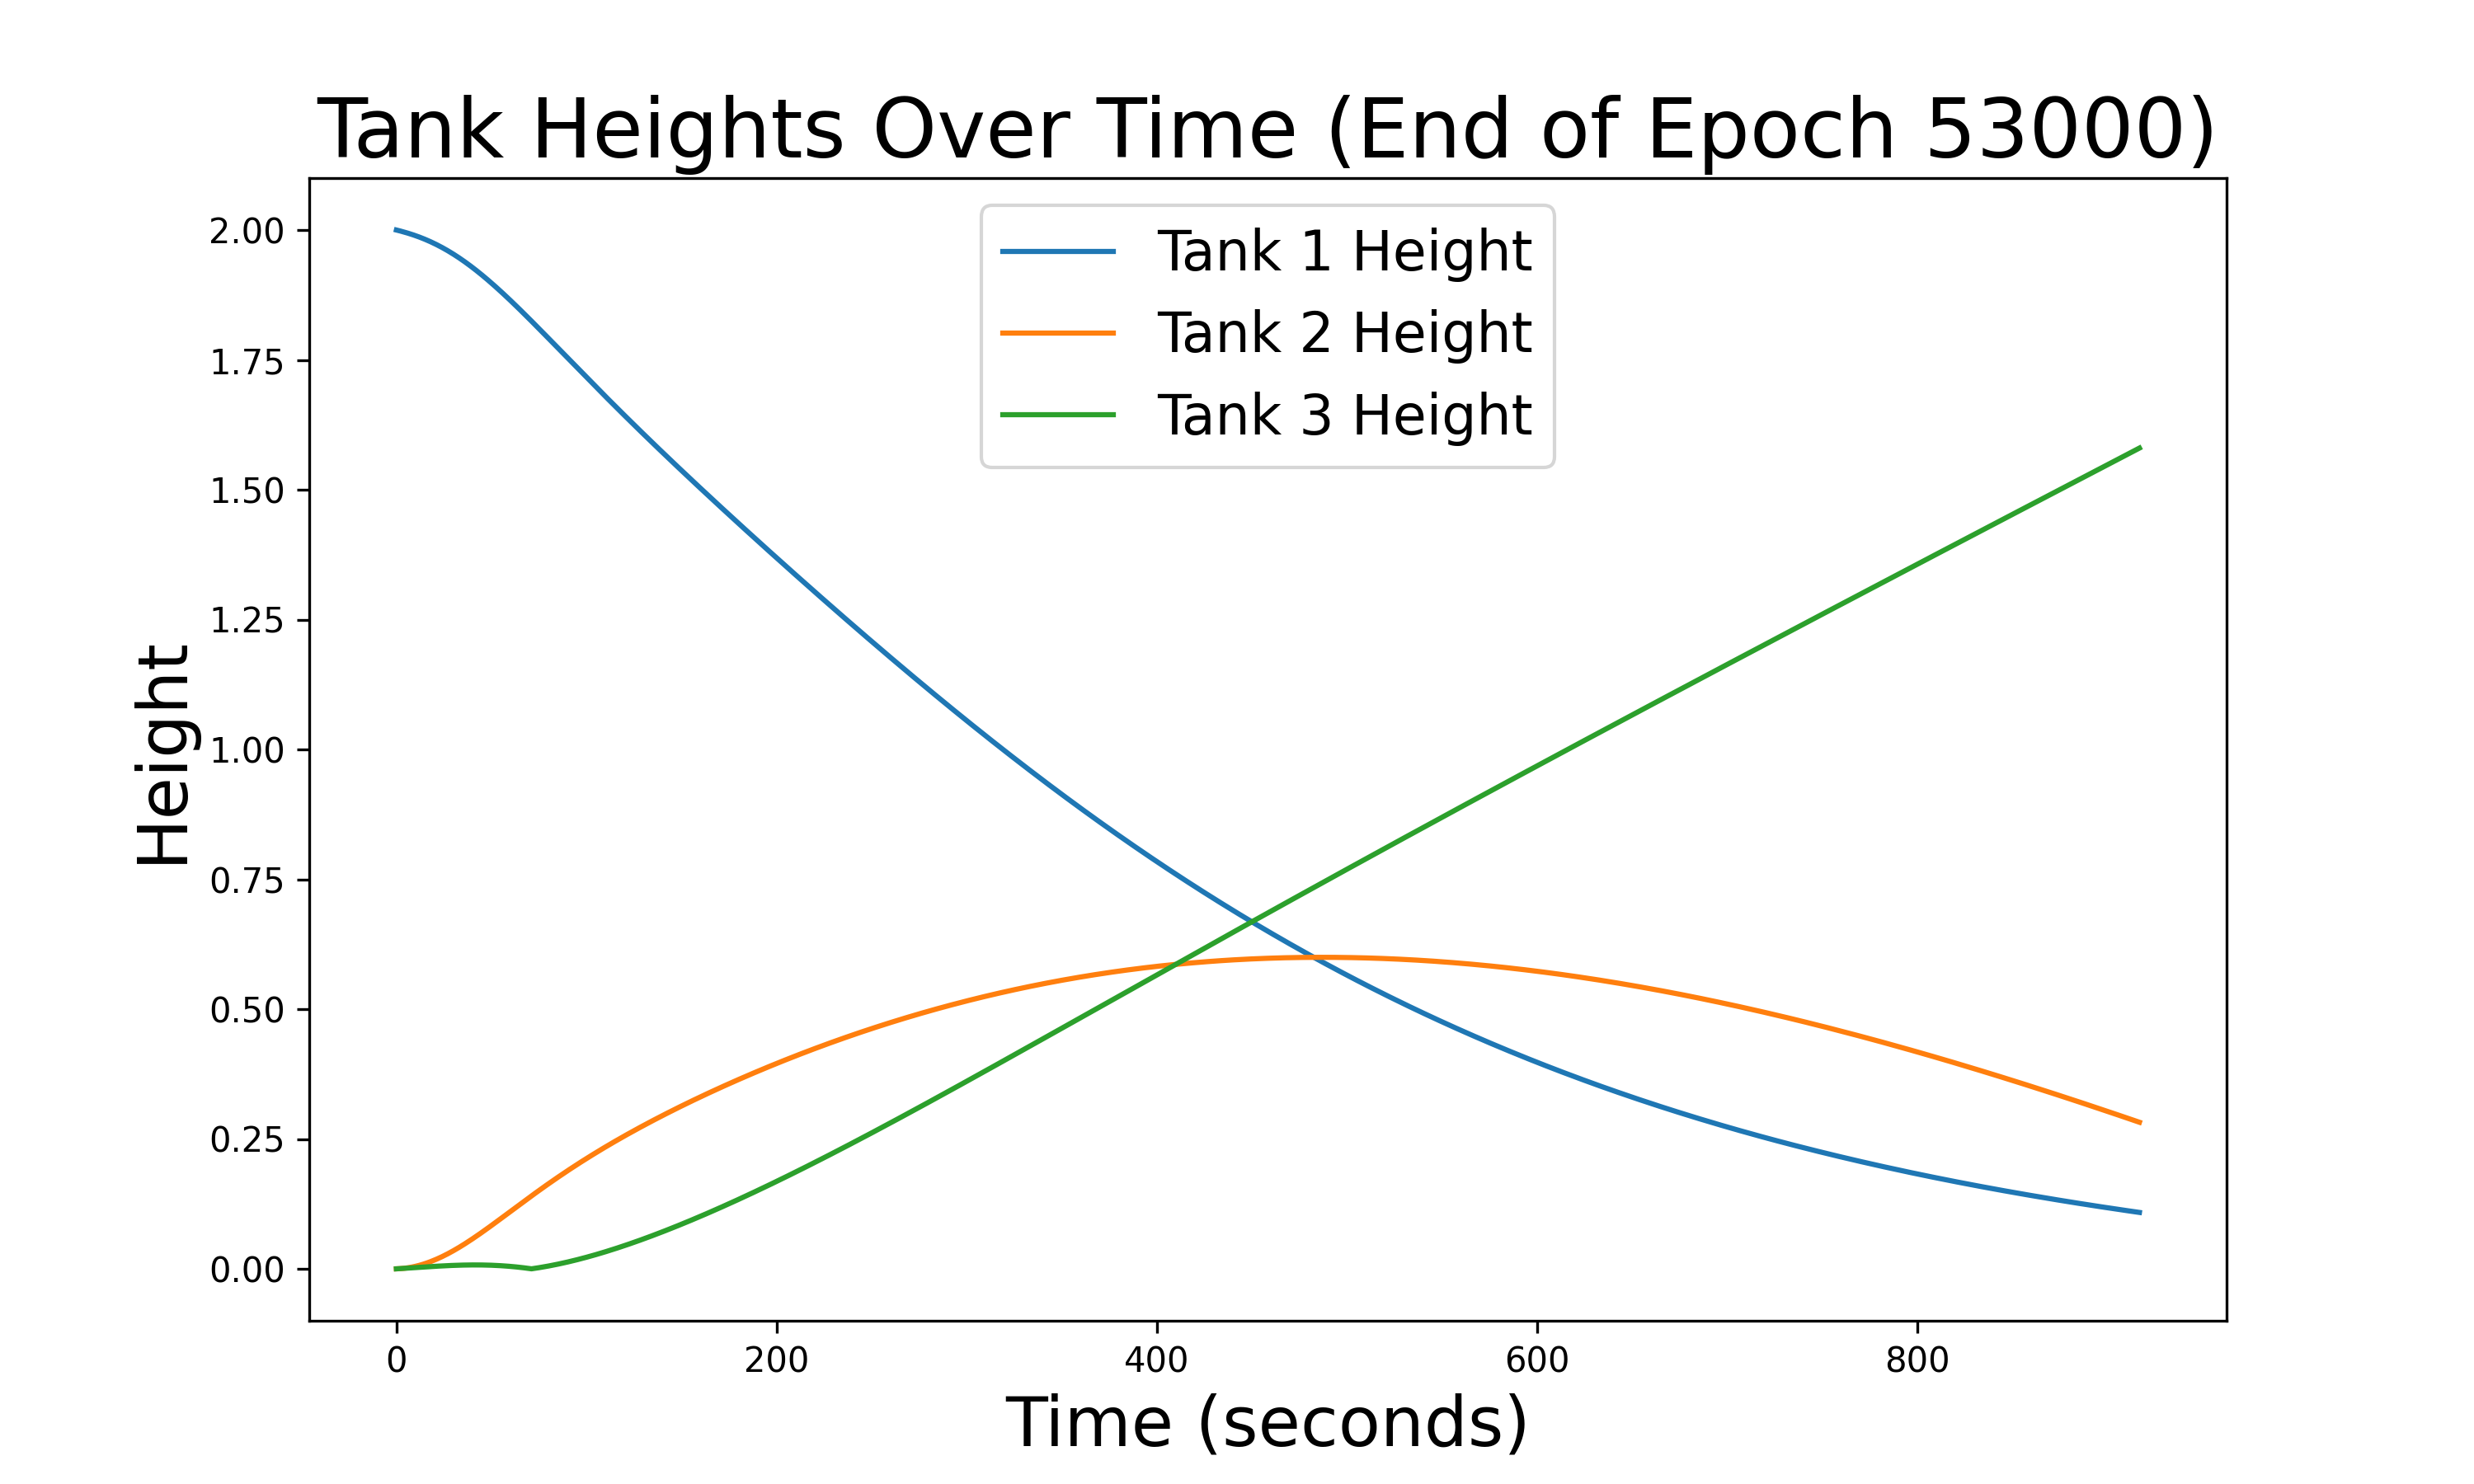 Tank Heights Over Time (End of Epoch 53000)
Tank 1 Height
Tank 2 Height
Tank 3 Height
Height
2.00
1.75
1.50
1.25
1.00
0.75
0.50
0.25
0.00
0 200 400 600 800
Time (seconds)